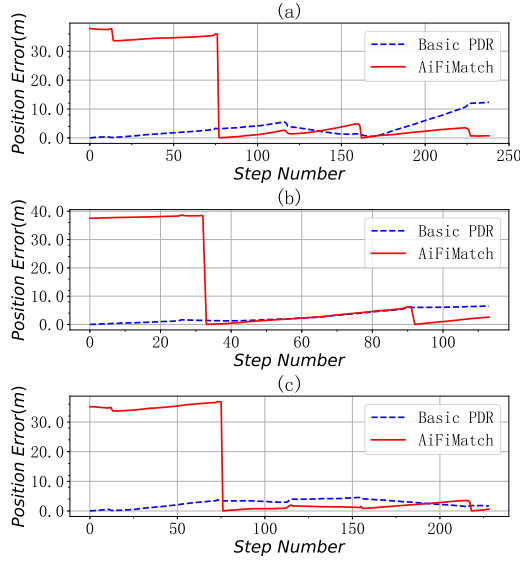 (a)
Position Error(m)
30.0
20.0
10.0
0.0
Basic PDR
AiFiMatch
0 50 100 150 200 250
Step Number
(b)
Position Error(m)
40.0
30.0
20.0
10.0
0.0
Basic PDR
AiFiMatch
0 20 40 60 80 100
Step Number
(c)
Position Error(m)
30.0
20.0
10.0
0.0
Basic PDR
AiFiMatch
0 50 100 150 200
Step Number